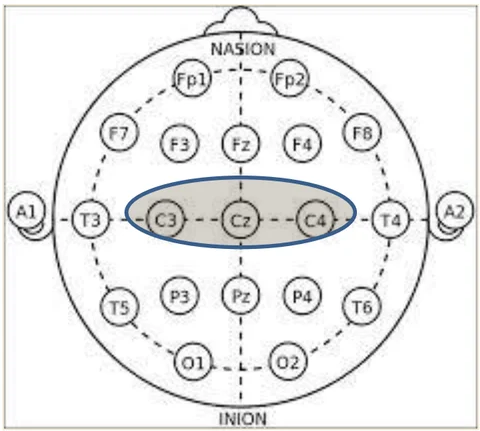 NASION
Fp1 Fp2
F7 F3 Fz F4 F8
A1 T3 C3 Cz C4 T4 A2
T5 P3 Pz P4 T6
O1 O2
INION